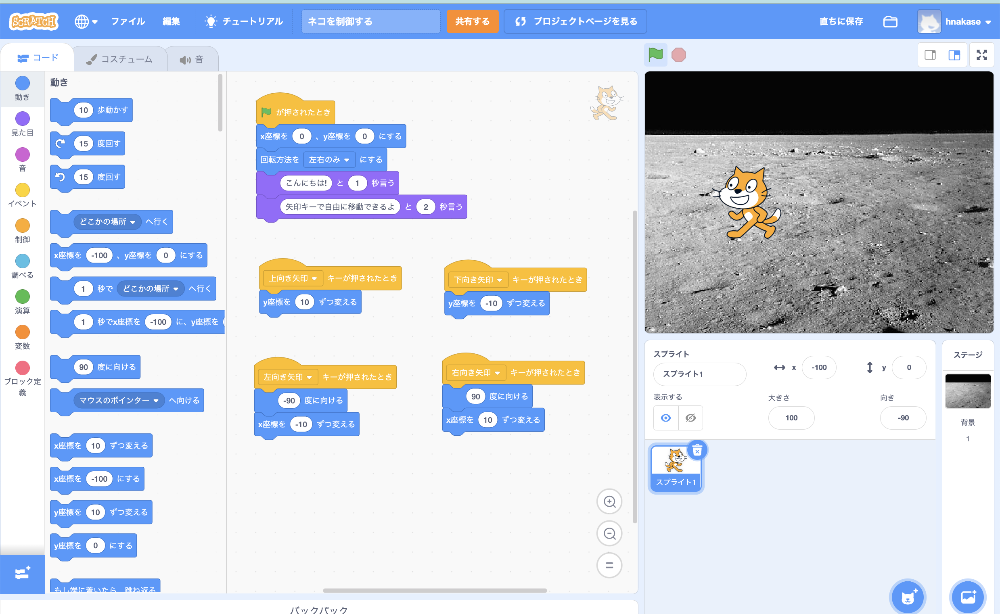 SCRATCH
ファイル
編集
チュートリアル
ネコを制御する
共有する
プロジェクトページを見る
直ちに保存
hnakase
コード
コスチューム
音
動き
見た目
音
イベント
制御
調べる
演算
変数
ブロック定
義
動き
10 歩動かす
15 度回す
15 度回す
どこかの場所 へ行く
x座標を -100 、y座標を 0 にする
1 秒で どこかの場所 へ行く
1 秒でx座標を -100 に、y座標を
90 度に向ける
マウスのポインター へ向ける
x座標を 10 ずつ変える
x座標を -100 にする
y座標を 10 ずつ変える
y座標を 0 にする
もし端に着いたら、跳ね返る
が押されたとき
x座標を 0 、y座標を 0 にする
回転方法を 左右のみ にする
こんにちは! と 1 秒言う
矢印キーで自由に移動できるよ と 2 秒言う
上向き矢印 キーが押されたとき
y座標を 10 ずつ変える
下向き矢印 キーが押されたとき
y座標を -10 ずつ変える
左向き矢印 キーが押されたとき
-90 度に向ける
x座標を -10 ずつ変える
右向き矢印 キーが押されたとき
90 度に向ける
x座標を 10 ずつ変える
バックパック
スプライト
スプライト1
x -100
y 0
表示する
大きさ
100
向き
-90
スプライト1
ステージ
背景
1